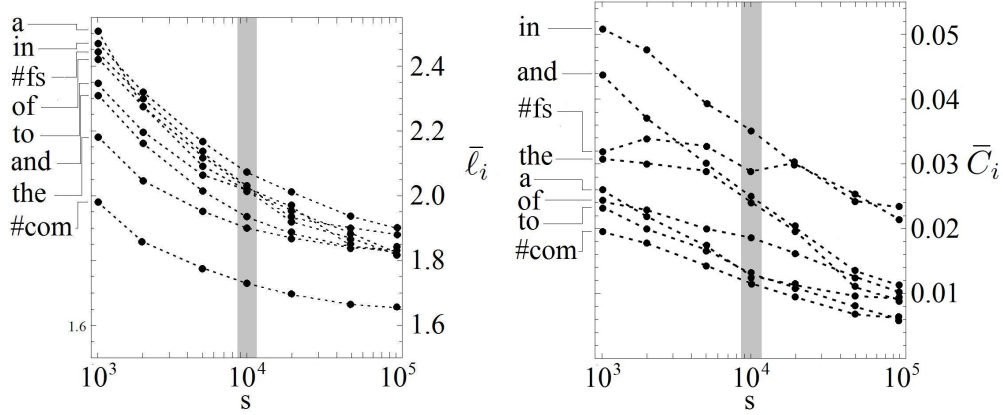 a
in
#fs
of
to
and
the
#com
1.6
2.4
2.2
2.0
1.8
1.6
ℓ̄ᵢ
10³
10⁴
10⁵
s
in
and
#fs
the
a
of
to
#com
0.05
0.04
0.03
0.02
0.01
C̄ᵢ
10³
10⁴
10⁵
s